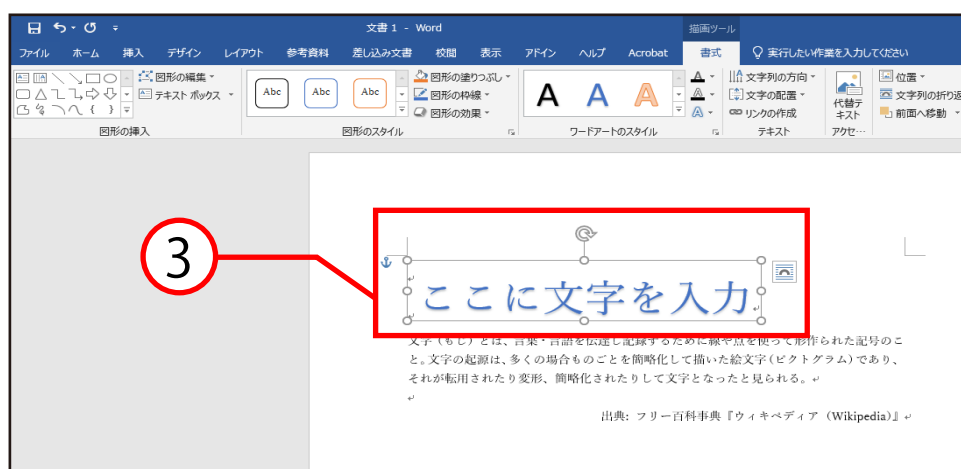 文書 1 - Word
描画ツール
ファイル ホーム 挿入 デザイン レイアウト 参考資料 差し込み文書 校閲 表示 アドイン ヘルプ Acrobat 書式 実行したい作業を入力してください
図形の編集
テキスト ボックス
図形の挿入
Abc Abc Abc
図形の塗りつぶし
図形の枠線
図形の効果
図形のスタイル
A A A
ワードアートのスタイル
A
A
A
文字列の方向
文字の配置
リンクの作成
テキスト
代替テ
キスト
アクセ…
位置
文字列の折り返
前面へ移動
3
ここに文字を入力
文字（もじ）とは、言葉・言語を伝達し記録するために線や点を使って形作られた記号のこ
と。文字の起源は、多くの場合ものごとを簡略化して描いた絵文字（ピクトグラム）であり、
それが転用されたり変形、簡略化されたりして文字となったと見られる。
出典: フリー百科事典『ウィキペディア（Wikipedia）』